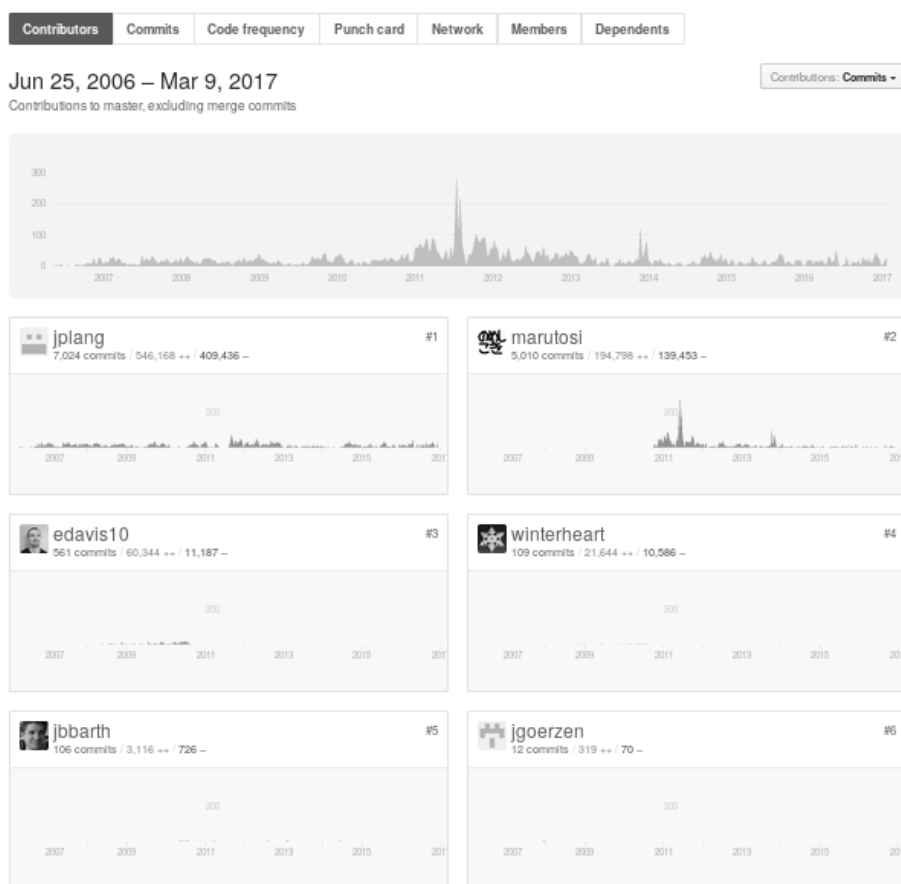 Contributors Commits Code frequency Punch card Network Members Dependents
Jun 25, 2006 – Mar 9, 2017
Contributions: Commits
Contributions to master, excluding merge commits
300
200
100
0
2007 2008 2009 2010 2011 2012 2013 2014 2015 2016 2017
jplang #1
7,024 commits / 546,168 ++ / 409,436 --
200
2007 2009 2011 2013 2015 201
marutosi #2
5,010 commits / 194,798 ++ / 139,453 --
200
2007 2009 2011 2013 2015 20
edavis10 #3
561 commits / 60,344 ++ / 11,187 --
200
2007 2009 2011 2013 2015 201
winterheart #4
109 commits / 21,644 ++ / 10,586 --
200
2007 2009 2011 2013 2015 20
jbbarth #5
106 commits / 3,116 ++ / 726 --
200
2007 2009 2011 2013 2015 201
jgoerzen #6
12 commits / 319 ++ / 70 --
200
2007 2009 2011 2013 2015 20